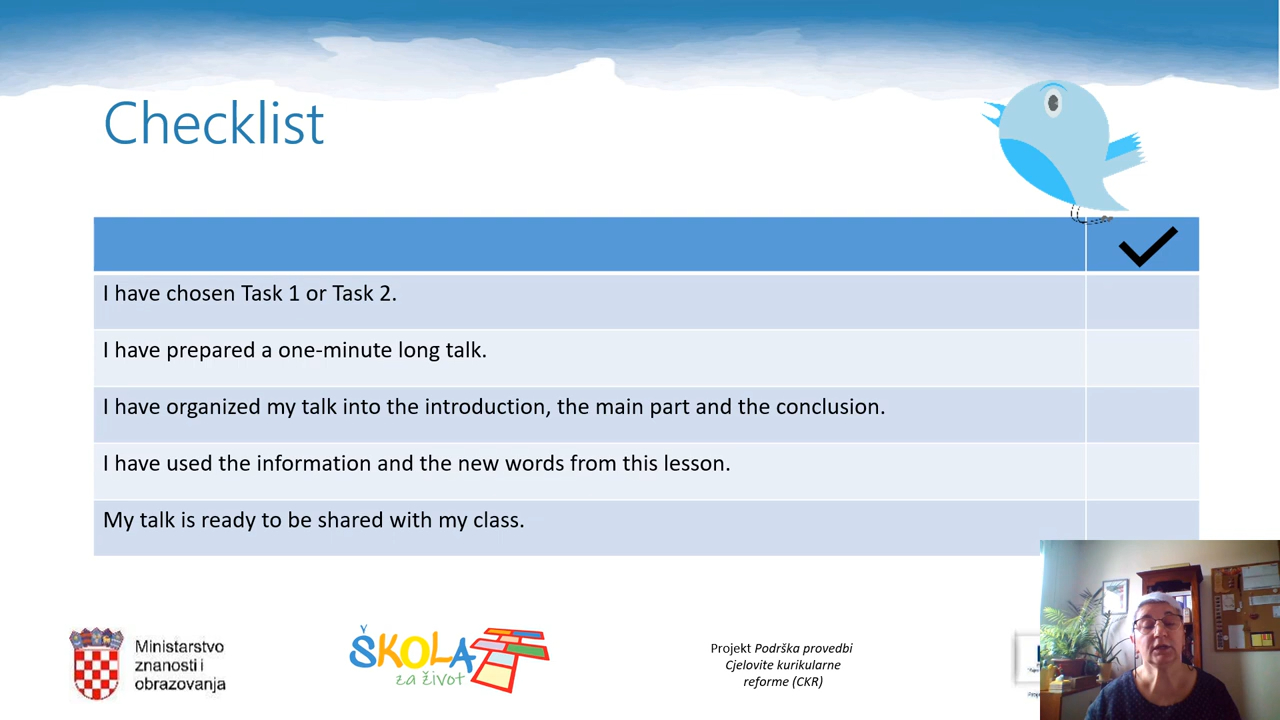 Checklist
I have chosen Task 1 or Task 2.
I have prepared a one-minute long talk.
I have organized my talk into the introduction, the main part and the conclusion.
I have used the information and the new words from this lesson.
My talk is ready to be shared with my class.
Ministarstvo
znanosti i
obrazovanja
ŠKOLA
za život
Projekt Podrška provedbi
Cjelovite kurikularne
reforme (CKR)